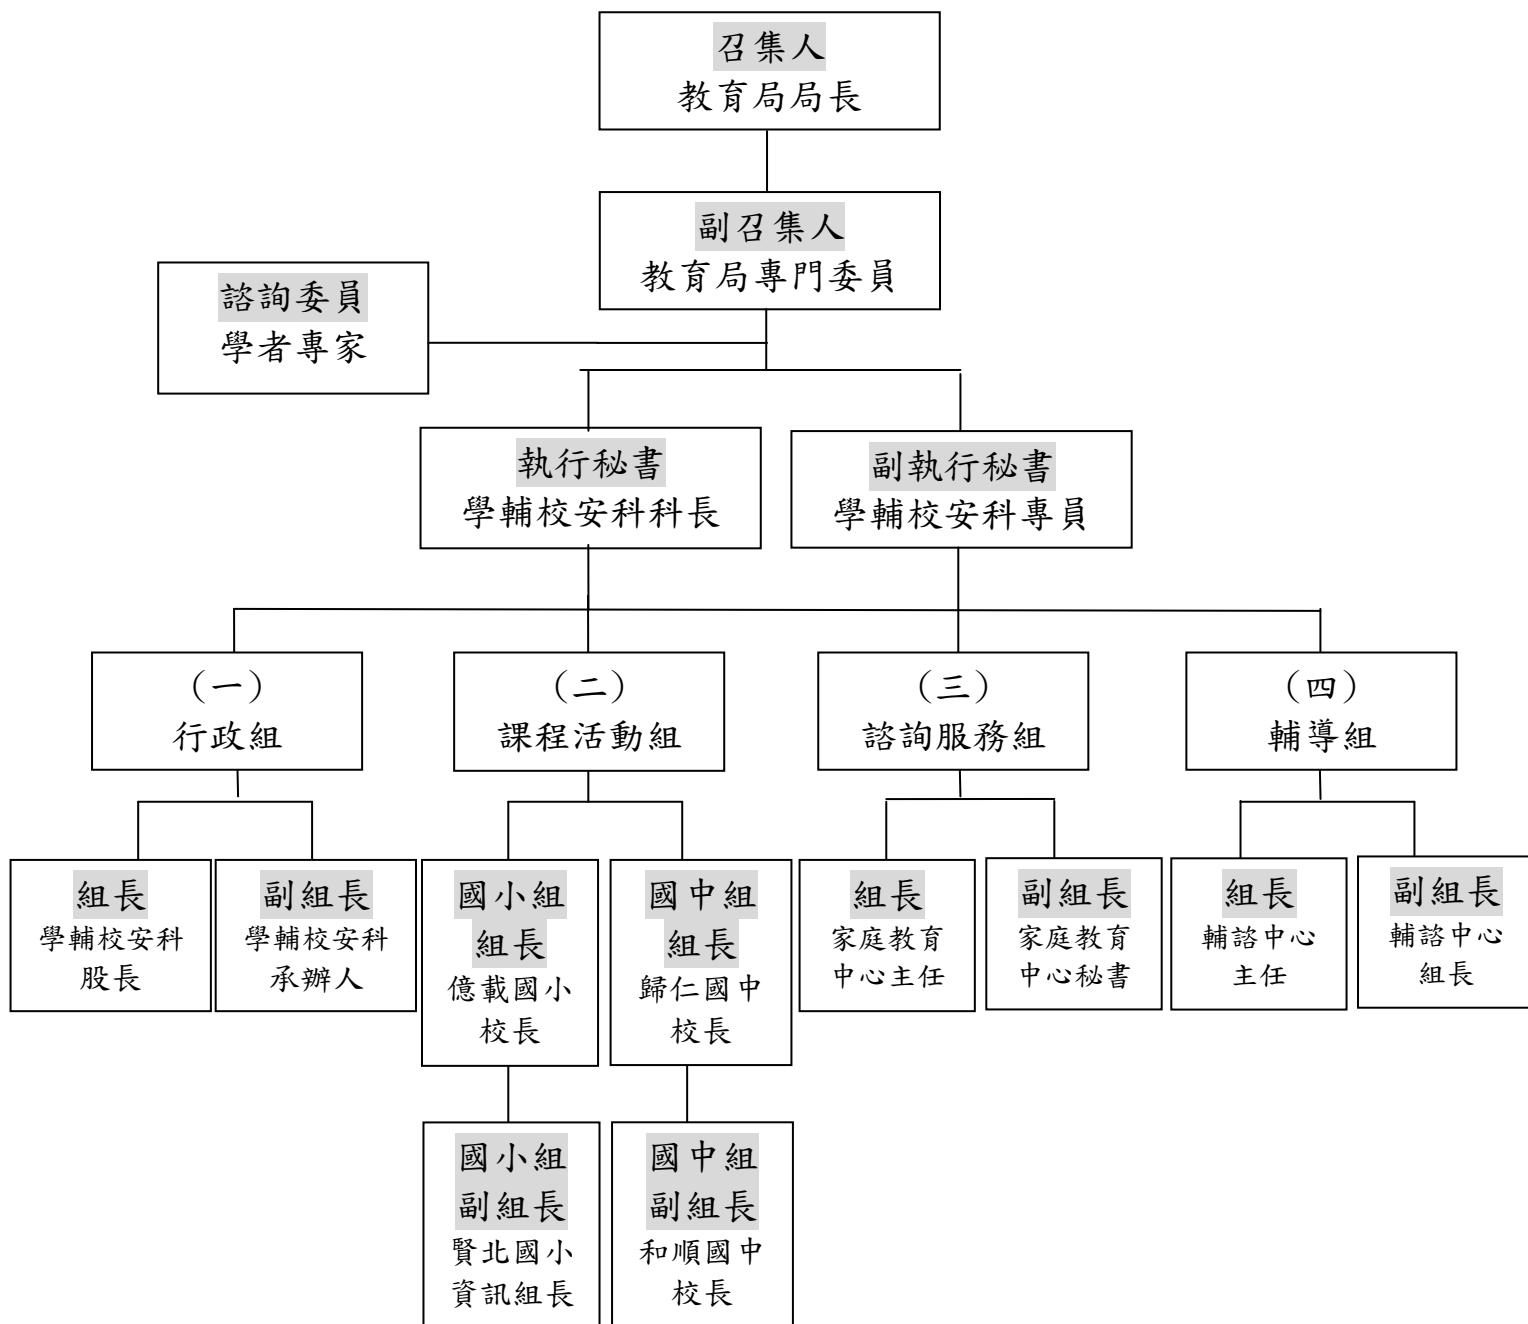 召集人
教育局局長
副召集人
教育局專門委員
諮詢委員
學者專家
執行秘書
學輔校安科科長
副執行秘書
學輔校安科專員
（一）
行政組
（二）
課程活動組
（三）
諮詢服務組
（四）
輔導組
組長
學輔校安科
股長
副組長
學輔校安科
承辦人
國小組
組長
億載國小
校長
國中組
組長
歸仁國中
校長
組長
家庭教育
中心主任
副組長
家庭教育
中心秘書
組長
輔諮中心
主任
副組長
輔諮中心
組長
國小組
副組長
賢北國小
資訊組長
國中組
副組長
和順國中
校長